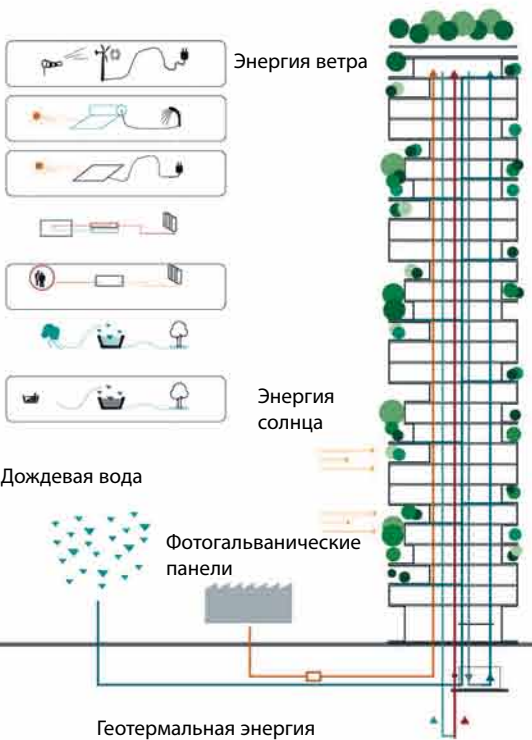 Энергия ветра
Энергия
солнца
Дождевая вода
Фотогальванические
панели
Геотермальная энергия